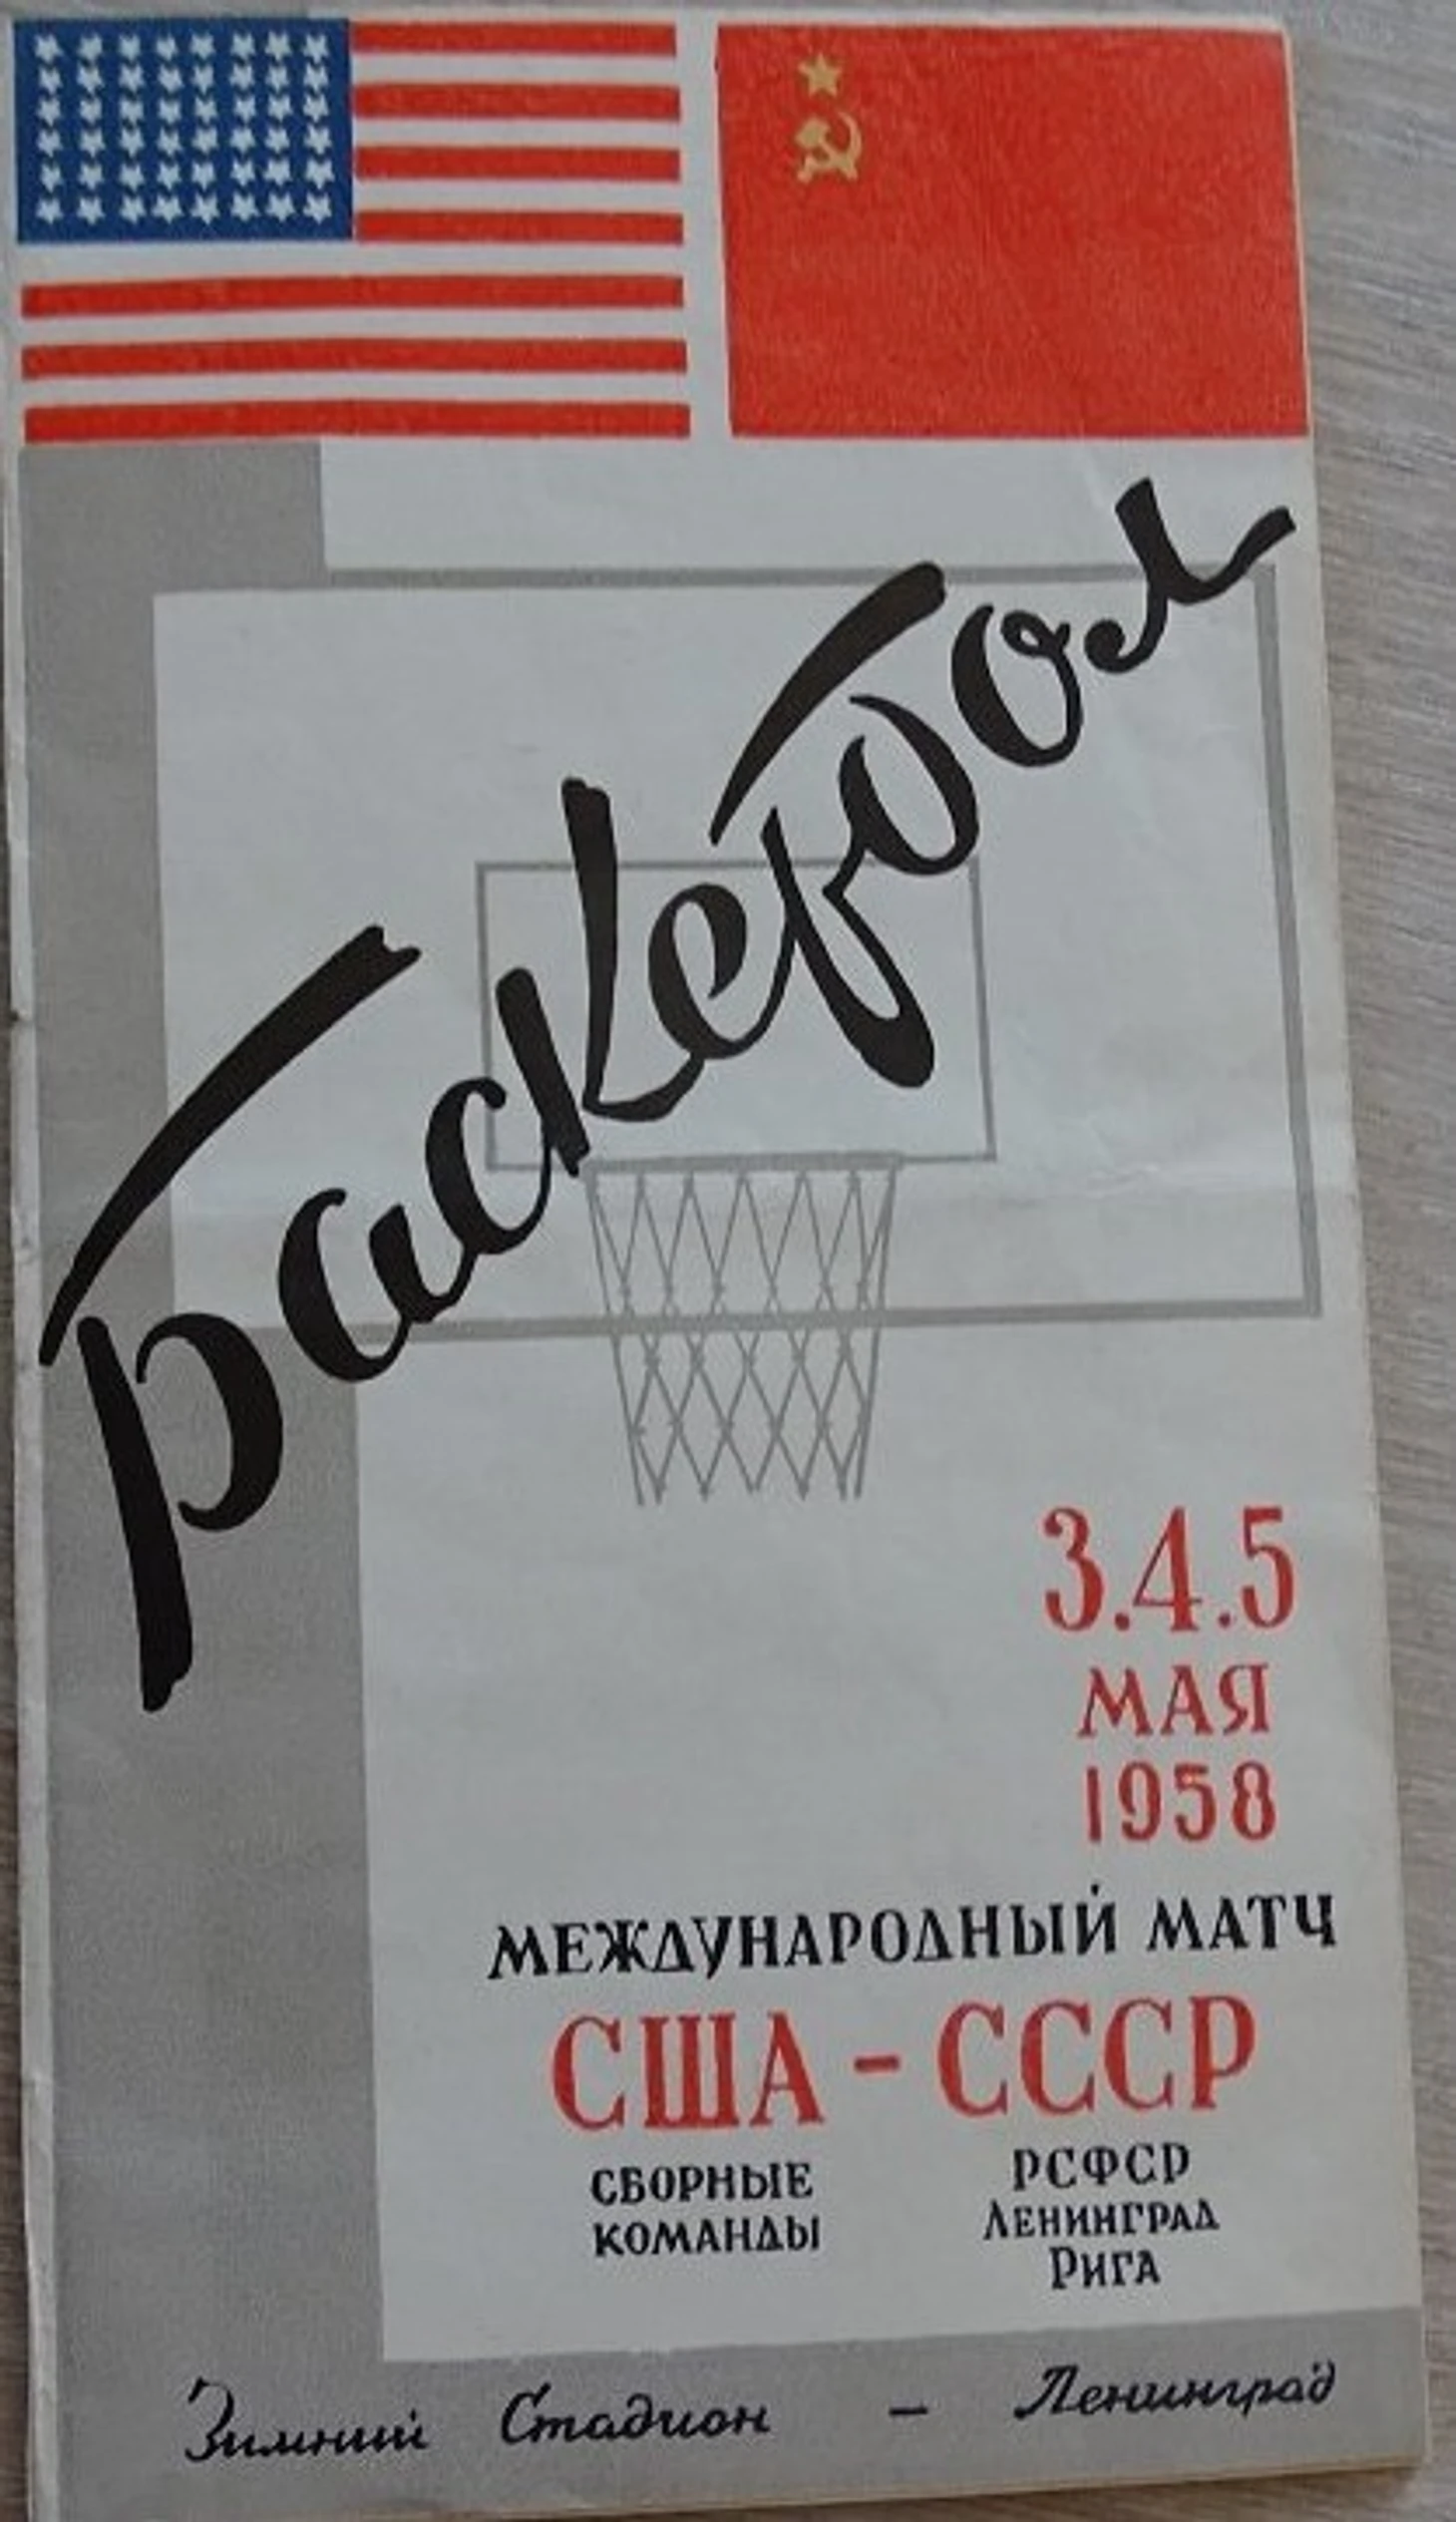 Баскетбол
3.4.5
МАЯ
1958
МЕЖДУНАРОДНЫЙ МАТЧ
США - СССР
СБОРНЫЕ КОМАНДЫ
РСФСР
ЛЕНИНГРАД
РИГА
Зимний Стадион - Ленинград